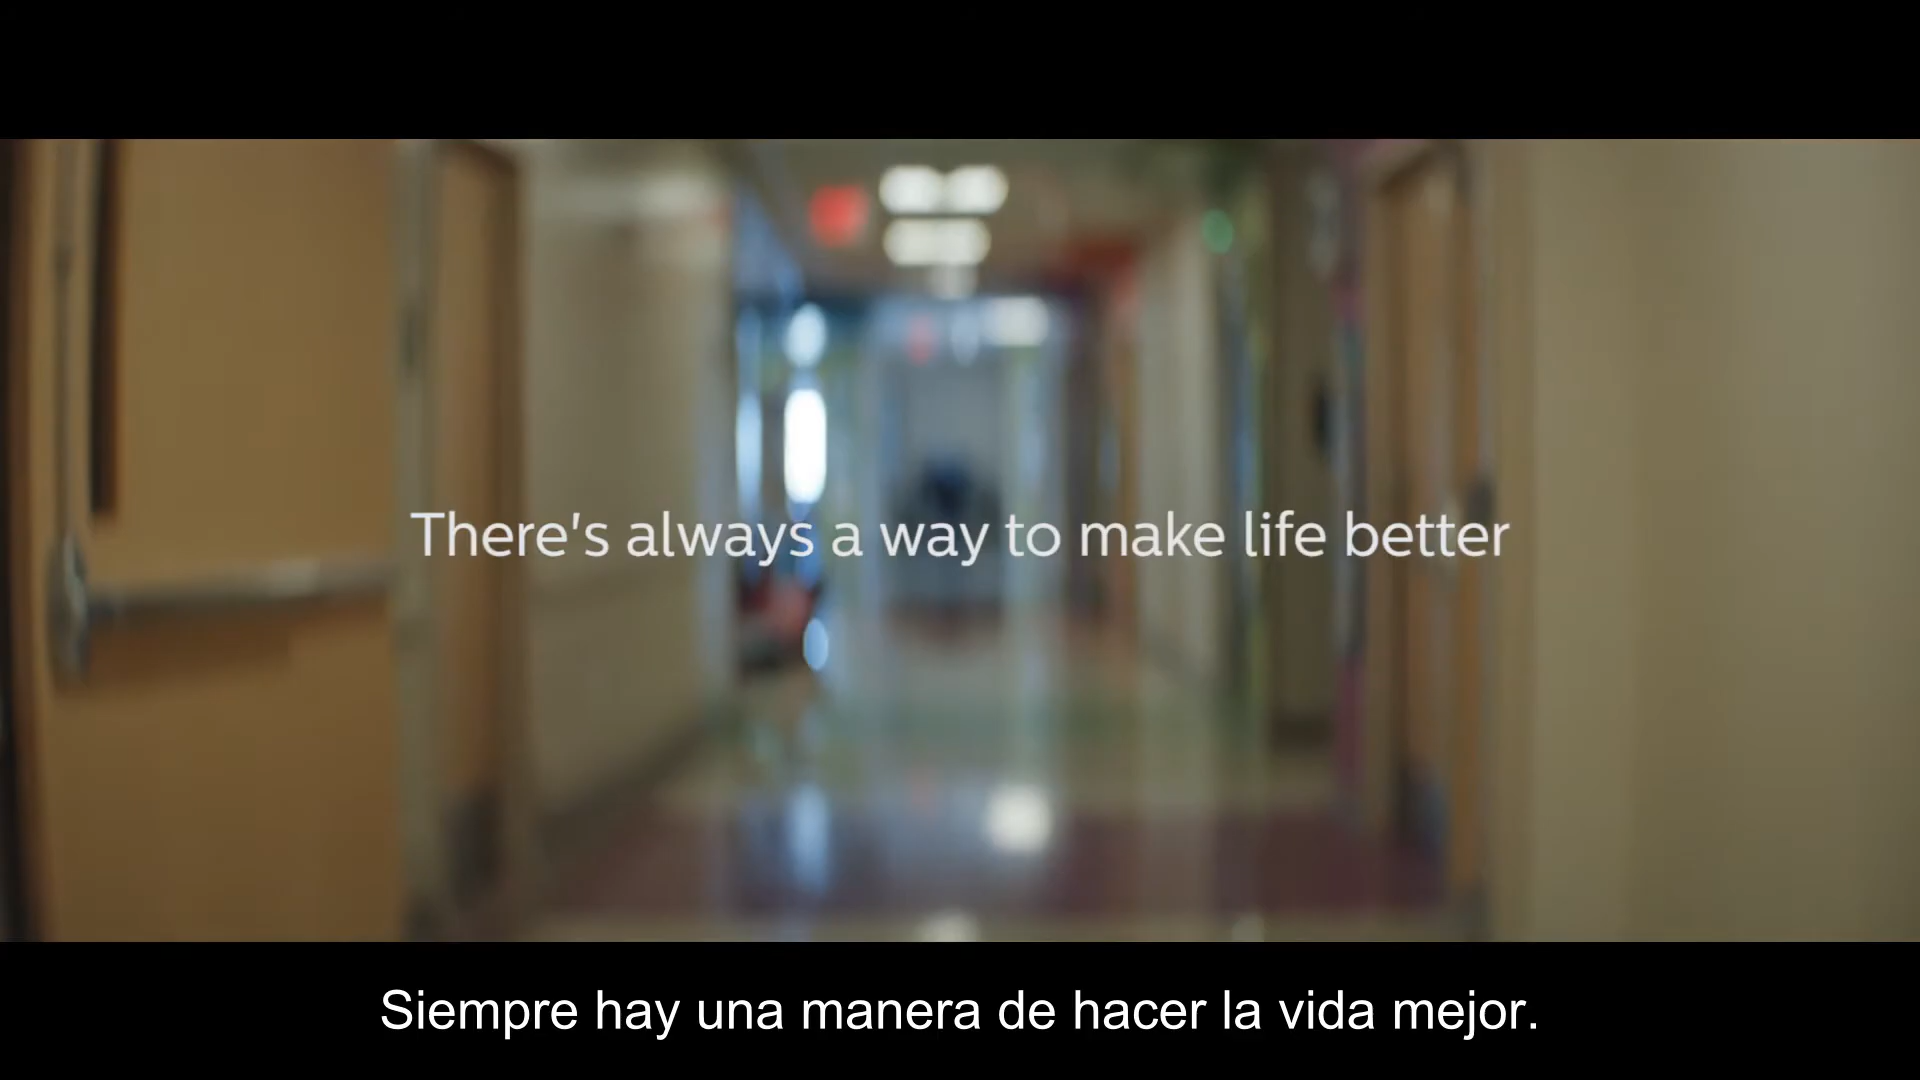 There's always a way to make life better
Siempre hay una manera de hacer la vida mejor.